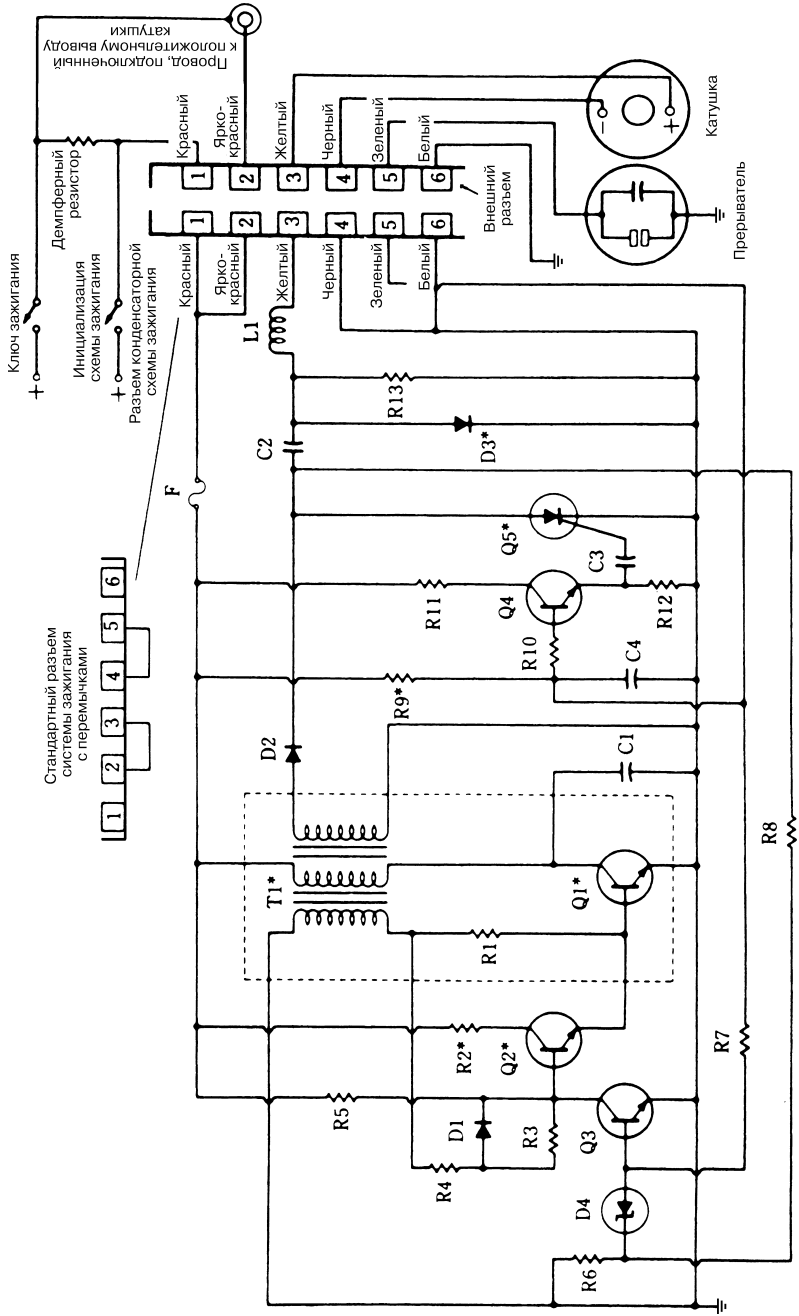 Ключ зажигания
Инициализация
схемы зажигания
Разъем конденсаторной
схемы зажигания
Демпферный
резистор
Провод, подключенный
к положительному выводу
катушки
Стандартный разъем
системы зажигания
с перемычками
1
2
3
4
5
6
Красный
Ярко-
красный
Желтый
Черный
Зеленый
Белый
1
2
3
4
5
6
1
2
3
4
5
6
Красный
Ярко-
красный
Желтый
Черный
Зеленый
Белый
Внешний
разъем
Катушка
Прерыватель
+
+
−
+
F
L1
C2
R13
D3*
Q5*
C3
R11
Q4
R12
R10
C4
R9*
D2
C1
T1*
Q1*
R1
R2*
Q2*
R5
D1
R3
Q3
R4
D4
R6
R7
R8